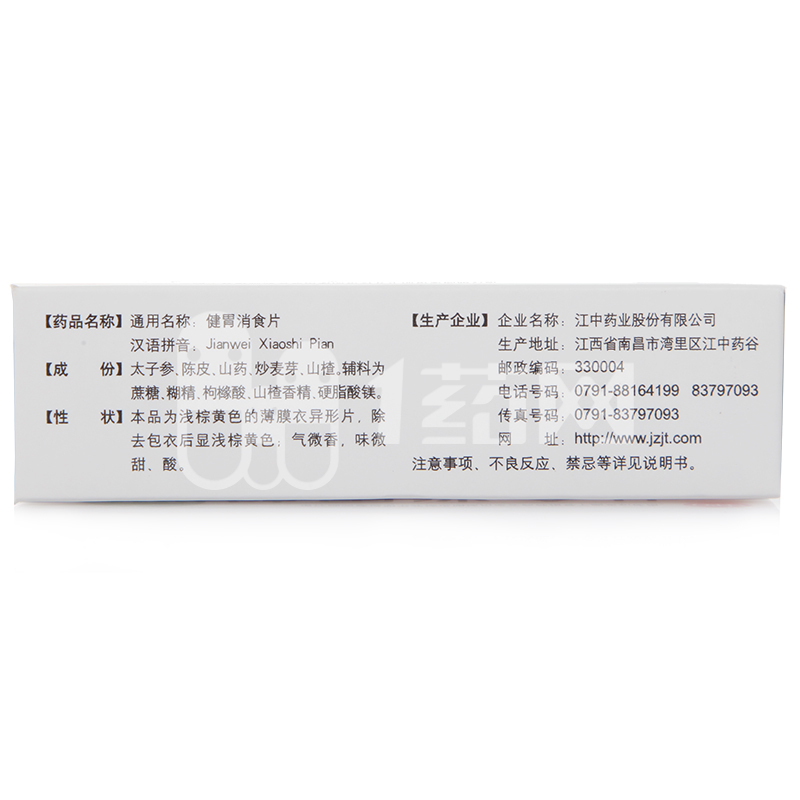 【药品名称】通用名称：健胃消食片
汉语拼音：Jianwei Xiaoshi Pian
【成　份】太子参、陈皮、山药、炒麦芽、山楂。辅料为
蔗糖、糊精、枸橼酸、山楂香精、硬脂酸镁。
【性　状】本品为浅棕黄色的薄膜衣异形片，除
去包衣后显浅棕黄色；气微香，味微
甜、酸。
【生产企业】企业名称：江中药业股份有限公司
生产地址：江西省南昌市湾里区江中药谷
邮政编码：330004
电话号码：0791-88164199 83797093
传真号码：0791-83797093
网　址：http://www.jzjt.com
注意事项、不良反应、禁忌等详见说明书。
1药网